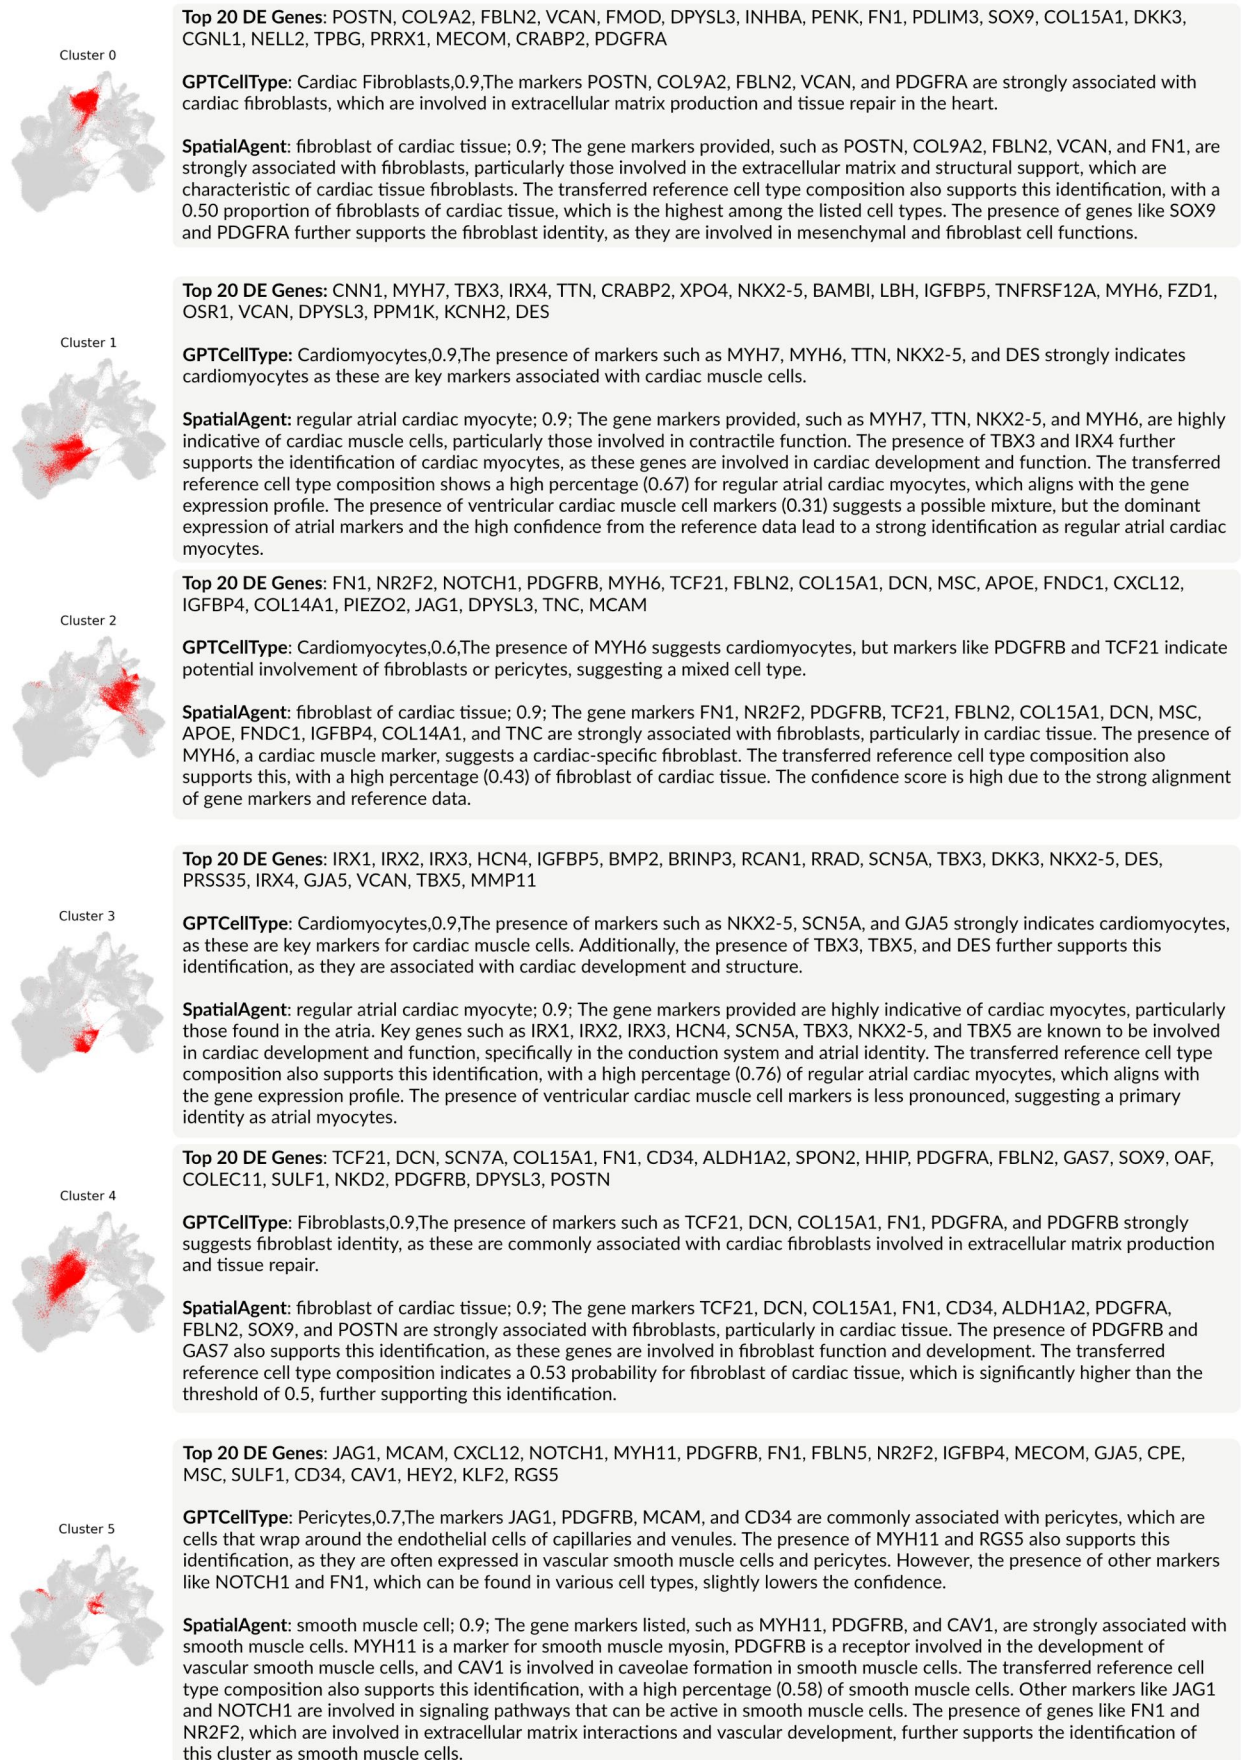 Cluster 0
Top 20 DE Genes: POSTN, COL9A2, FBLN2, VCAN, FMOD, DPYSL3, INHBA, PENK, FN1, PDLIM3, SOX9, COL15A1, DKK3,
CGNL1, NELL2, TPBG, PRRX1, MECOM, CRABP2, PDGFRA
GPTCellType: Cardiac Fibroblasts,0.9,The markers POSTN, COL9A2, FBLN2, VCAN, and PDGFRA are strongly associated with
cardiac fibroblasts, which are involved in extracellular matrix production and tissue repair in the heart.
SpatialAgent: fibroblast of cardiac tissue; 0.9; The gene markers provided, such as POSTN, COL9A2, FBLN2, VCAN, and FN1, are
strongly associated with fibroblasts, particularly those involved in the extracellular matrix and structural support, which are
characteristic of cardiac tissue fibroblasts. The transferred reference cell type composition also supports this identification, with a
0.50 proportion of fibroblasts of cardiac tissue, which is the highest among the listed cell types. The presence of genes like SOX9
and PDGFRA further supports the fibroblast identity, as they are involved in mesenchymal and fibroblast cell functions.
Cluster 1
Top 20 DE Genes: CNN1, MYH7, TBX3, IRX4, TTN, CRABP2, XPO4, NKX2-5, BAMBI, LBH, IGFBP5, TNFRSF12A, MYH6, FZD1,
OSR1, VCAN, DPYSL3, PPM1K, KCNH2, DES
GPTCellType: Cardiomyocytes,0.9,The presence of markers such as MYH7, MYH6, TTN, NKX2-5, and DES strongly indicates
cardiomyocytes as these are key markers associated with cardiac muscle cells.
SpatialAgent: regular atrial cardiac myocyte; 0.9; The gene markers provided, such as MYH7, TTN, NKX2-5, and MYH6, are highly
indicative of cardiac muscle cells, particularly those involved in contractile function. The presence of TBX3 and IRX4 further
supports the identification of cardiac myocytes, as these genes are involved in cardiac development and function. The transferred
reference cell type composition shows a high percentage (0.67) for regular atrial cardiac myocytes, which aligns with the gene
expression profile. The presence of ventricular cardiac muscle cell markers (0.31) suggests a possible mixture, but the dominant
expression of atrial markers and the high confidence from the reference data lead to a strong identification as regular atrial cardiac
myocytes.
Cluster 2
Top 20 DE Genes: FN1, NR2F2, NOTCH1, PDGFRB, MYH6, TCF21, FBLN2, COL15A1, DCN, MSC, APOE, FNDC1, CXCL12,
IGFBP4, COL14A1, PIEZO2, JAG1, DPYSL3, TNC, MCAM
GPTCellType: Cardiomyocytes,0.6,The presence of MYH6 suggests cardiomyocytes, but markers like PDGFRB and TCF21 indicate
potential involvement of fibroblasts or pericytes, suggesting a mixed cell type.
SpatialAgent: fibroblast of cardiac tissue; 0.9; The gene markers FN1, NR2F2, PDGFRB, TCF21, FBLN2, COL15A1, DCN, MSC,
APOE, FNDC1, IGFBP4, COL14A1, and TNC are strongly associated with fibroblasts, particularly in cardiac tissue. The presence of
MYH6, a cardiac muscle marker, suggests a cardiac-specific fibroblast. The transferred reference cell type composition also
supports this, with a high percentage (0.43) of fibroblast of cardiac tissue. The confidence score is high due to the strong alignment
of gene markers and reference data.
Cluster 3
Top 20 DE Genes: IRX1, IRX2, IRX3, HCN4, IGFBP5, BMP2, BRINP3, RCAN1, RRAD, SCN5A, TBX3, DKK3, NKX2-5, DES,
PRSS35, IRX4, GJA5, VCAN, TBX5, MMP11
GPTCellType: Cardiomyocytes,0.9,The presence of markers such as NKX2-5, SCN5A, and GJA5 strongly indicates cardiomyocytes,
as these are key markers for cardiac muscle cells. Additionally, the presence of TBX3, TBX5, and DES further supports this
identification, as they are associated with cardiac development and structure.
SpatialAgent: regular atrial cardiac myocyte; 0.9; The gene markers provided are highly indicative of cardiac myocytes, particularly
those found in the atria. Key genes such as IRX1, IRX2, IRX3, HCN4, SCN5A, TBX3, NKX2-5, and TBX5 are known to be involved
in cardiac development and function, specifically in the conduction system and atrial identity. The transferred reference cell type
composition also supports this identification, with a high percentage (0.76) of regular atrial cardiac myocytes, which aligns with
the gene expression profile. The presence of ventricular cardiac muscle cell markers is less pronounced, suggesting a primary
identity as atrial myocytes.
Cluster 4
Top 20 DE Genes: TCF21, DCN, SCN7A, COL15A1, FN1, CD34, ALDH1A2, SPON2, HHIP, PDGFRA, FBLN2, GAS7, SOX9, OAF,
COLEC11, SULF1, NKD2, PDGFRB, DPYSL3, POSTN
GPTCellType: Fibroblasts,0.9,The presence of markers such as TCF21, DCN, COL15A1, FN1, PDGFRA, and PDGFRB strongly
suggests fibroblast identity, as these are commonly associated with cardiac fibroblasts involved in extracellular matrix production
and tissue repair.
SpatialAgent: fibroblast of cardiac tissue; 0.9; The gene markers TCF21, DCN, COL15A1, FN1, CD34, ALDH1A2, PDGFRA,
FBLN2, SOX9, and POSTN are strongly associated with fibroblasts, particularly in cardiac tissue. The presence of PDGFRB and
GAS7 also supports this identification, as these genes are involved in fibroblast function and development. The transferred
reference cell type composition indicates a 0.53 probability for fibroblast of cardiac tissue, which is significantly higher than the
threshold of 0.5, further supporting this identification.
Cluster 5
Top 20 DE Genes: JAG1, MCAM, CXCL12, NOTCH1, MYH11, PDGFRB, FN1, FBLN5, NR2F2, IGFBP4, MECOM, GJA5, CPE,
MSC, SULF1, CD34, CAV1, HEY2, KLF2, RGS5
GPTCellType: Pericytes,0.7,The markers JAG1, PDGFRB, MCAM, and CD34 are commonly associated with pericytes, which are
cells that wrap around the endothelial cells of capillaries and venules. The presence of MYH11 and RGS5 also supports this
identification, as they are often expressed in vascular smooth muscle cells and pericytes. However, the presence of other markers
like NOTCH1 and FN1, which can be found in various cell types, slightly lowers the confidence.
SpatialAgent: smooth muscle cell; 0.9; The gene markers listed, such as MYH11, PDGFRB, and CAV1, are strongly associated with
smooth muscle cells. MYH11 is a marker for smooth muscle myosin, PDGFRB is a receptor involved in the development of
vascular smooth muscle cells, and CAV1 is involved in caveolae formation in smooth muscle cells. The transferred reference cell
type composition also supports this identification, with a high percentage (0.58) of smooth muscle cells. Other markers like JAG1
and NOTCH1 are involved in signaling pathways that can be active in smooth muscle cells. The presence of genes like FN1 and
NR2F2, which are involved in extracellular matrix interactions and vascular development, further supports the identification of
this cluster as smooth muscle cells.